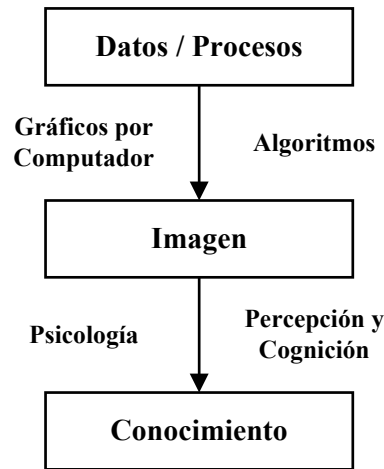 Datos / Procesos
Gráficos por
Computador
Algoritmos
Imagen
Psicología
Percepción y
Cognición
Conocimiento